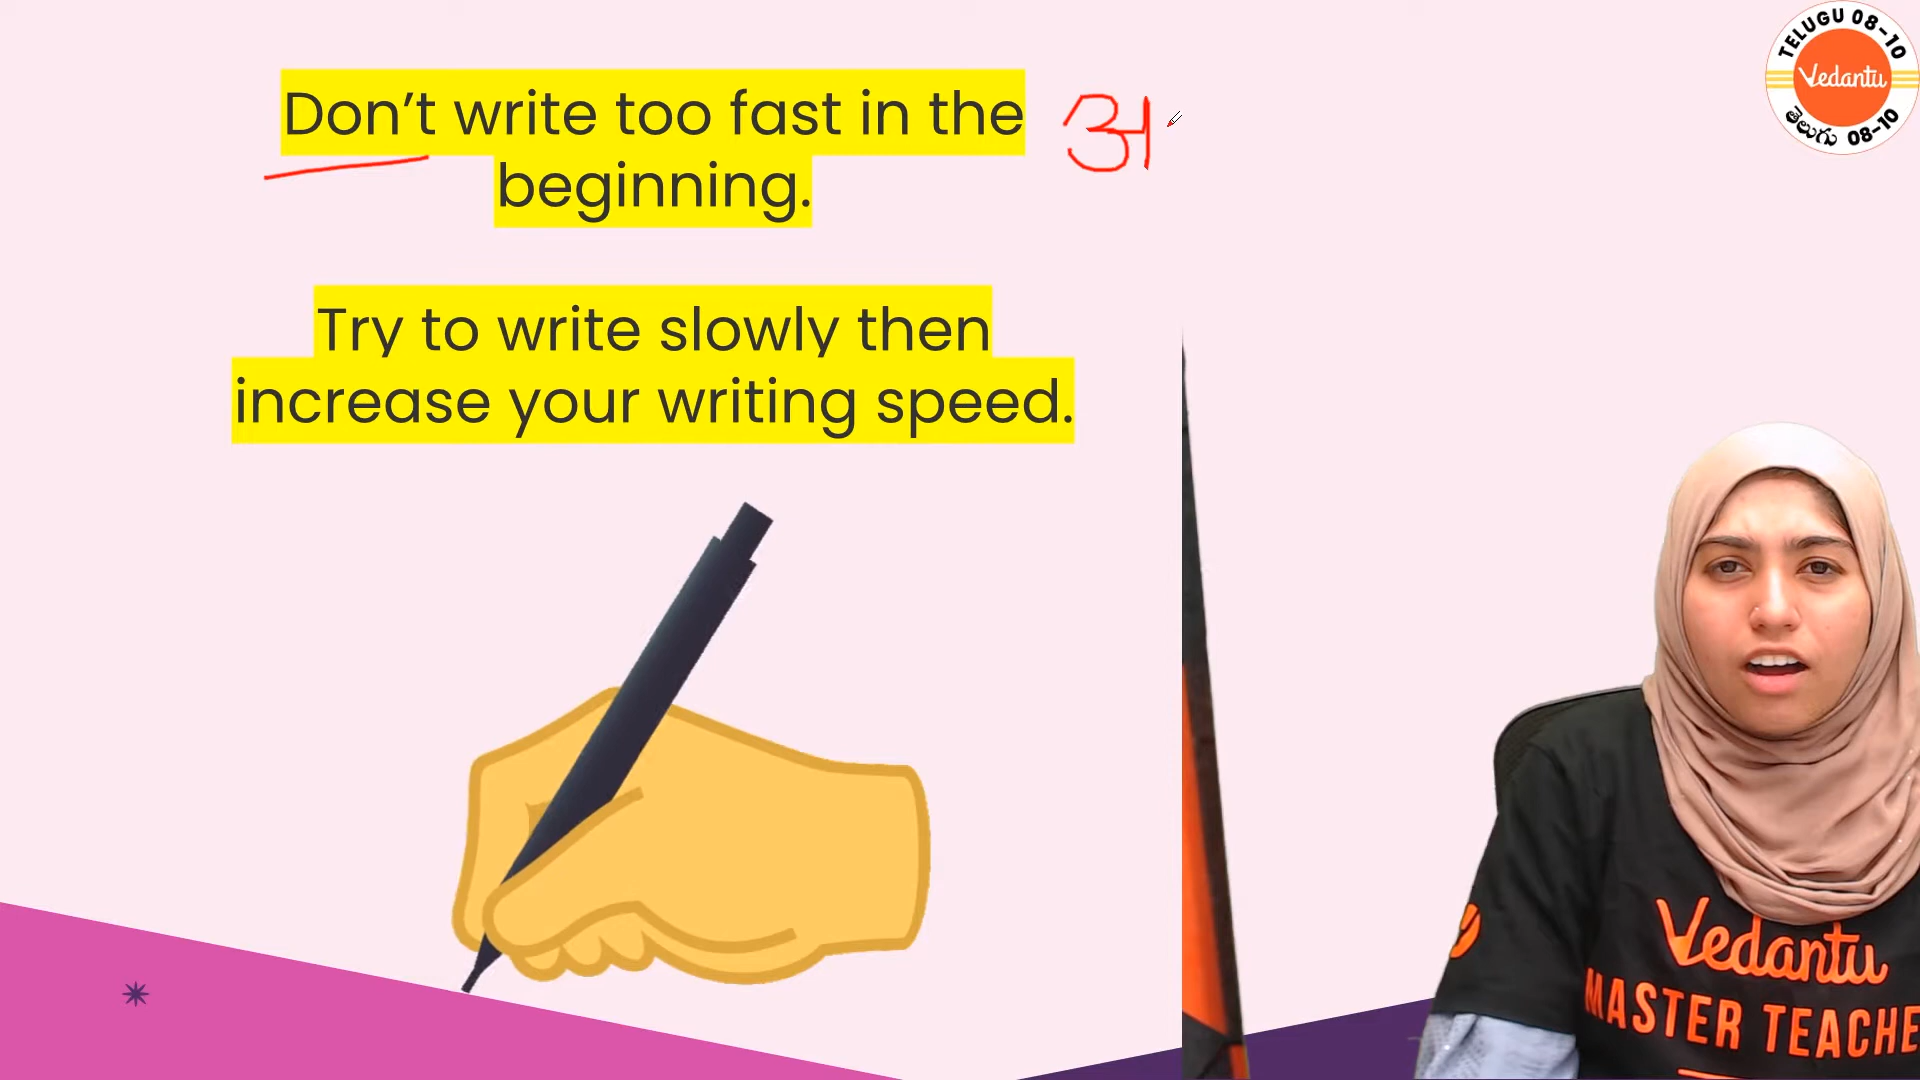 Don’t write too fast in the
beginning.
अ
Try to write slowly then
increase your writing speed.
TELUGU 08-10
Vedantu
తెలుగు 08-10
Vedantu
MASTER TEACHE